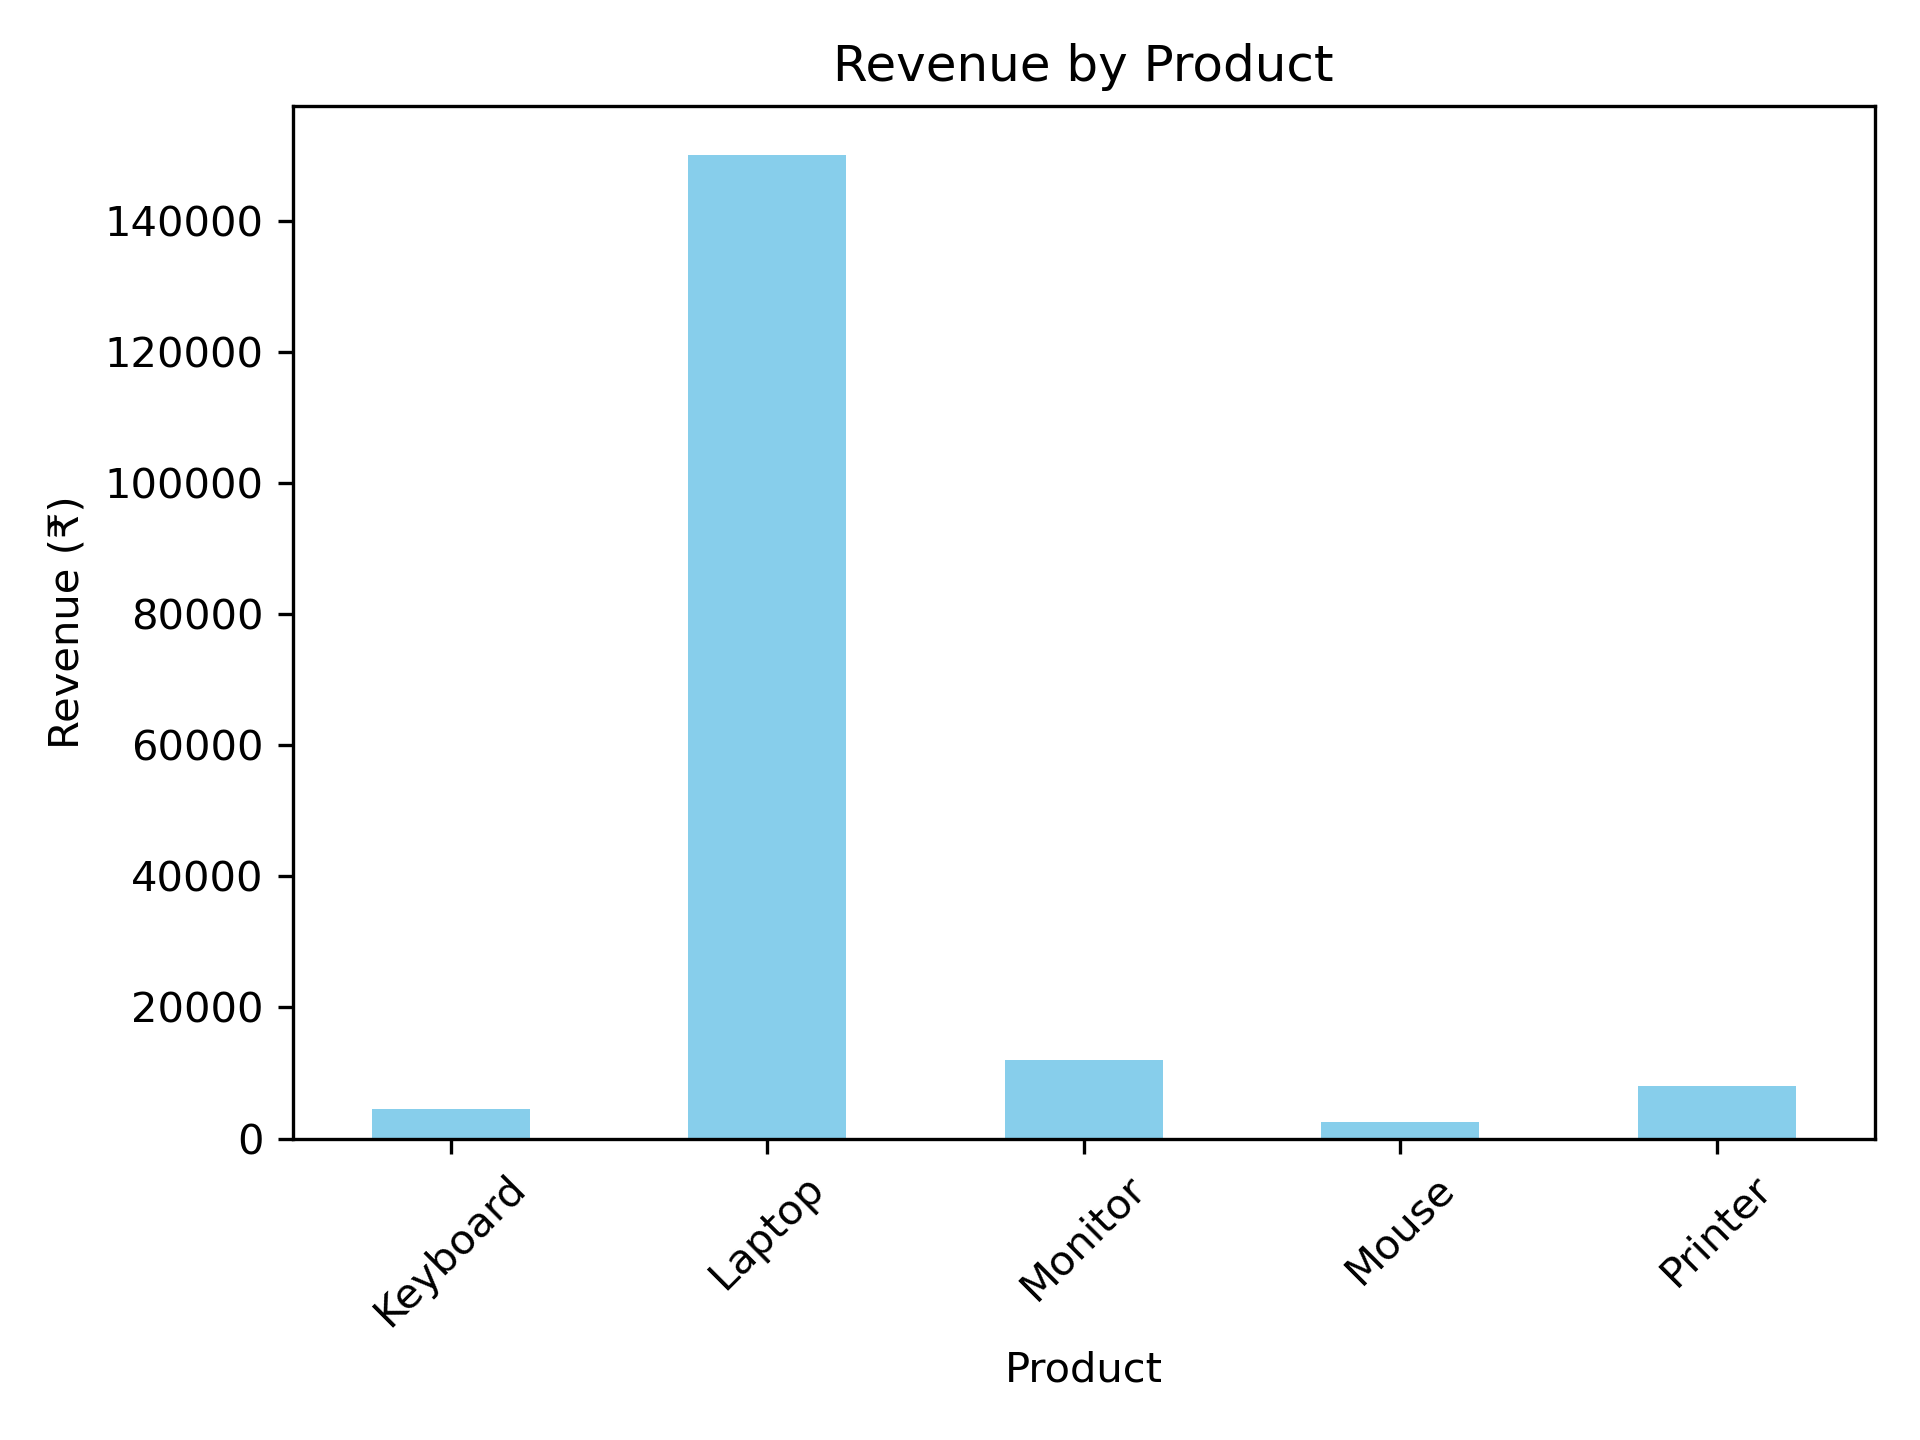 Revenue by Product
Revenue (₹)
140000
120000
100000
80000
60000
40000
20000
0
Keyboard
Laptop
Monitor
Mouse
Printer
Product